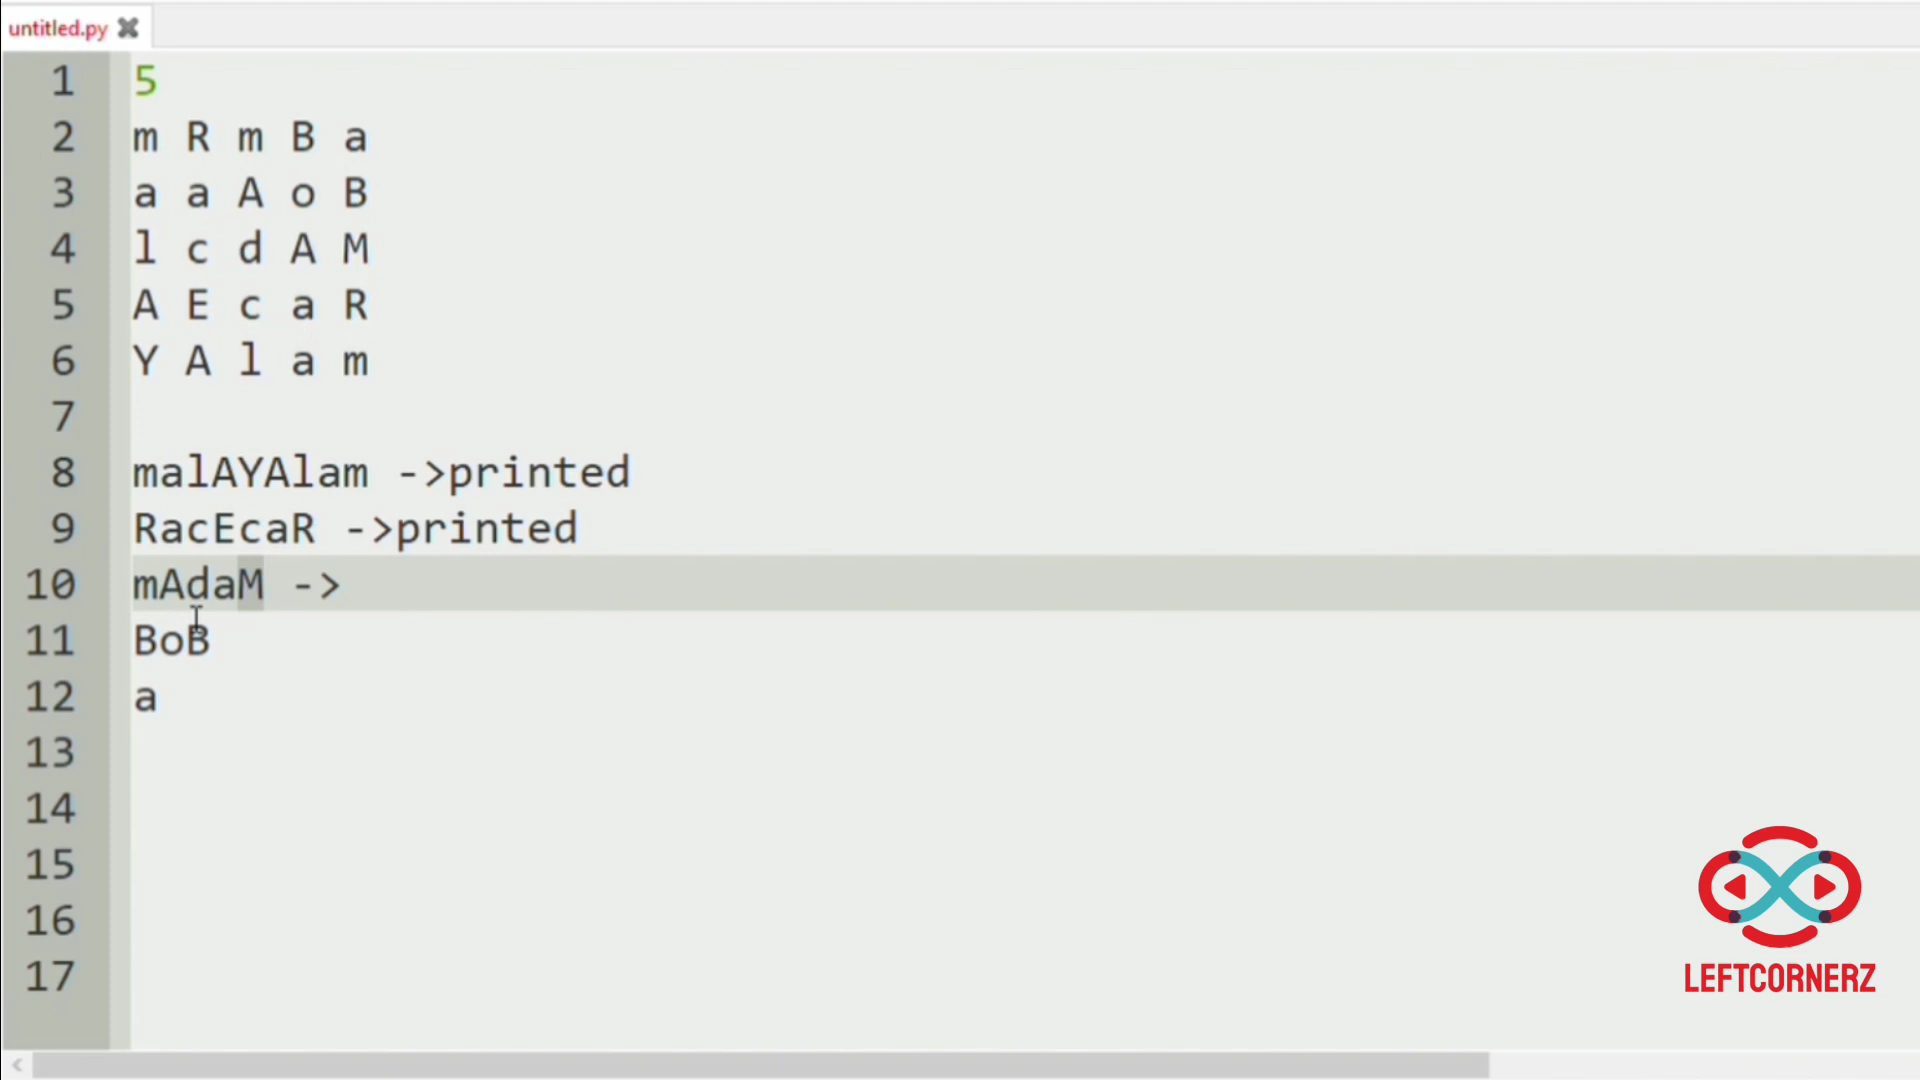 untitled.py
1 5
2 m R m B a
3 a a A o B
4 l c d A M
5 A E c a R
6 Y A l a m
7
8 malAYAlam ->printed
9 RacEcaR ->printed
10 mAdaM ->
11 BoB
12 a
13
14
15
16
17
LEFTCORNERZ